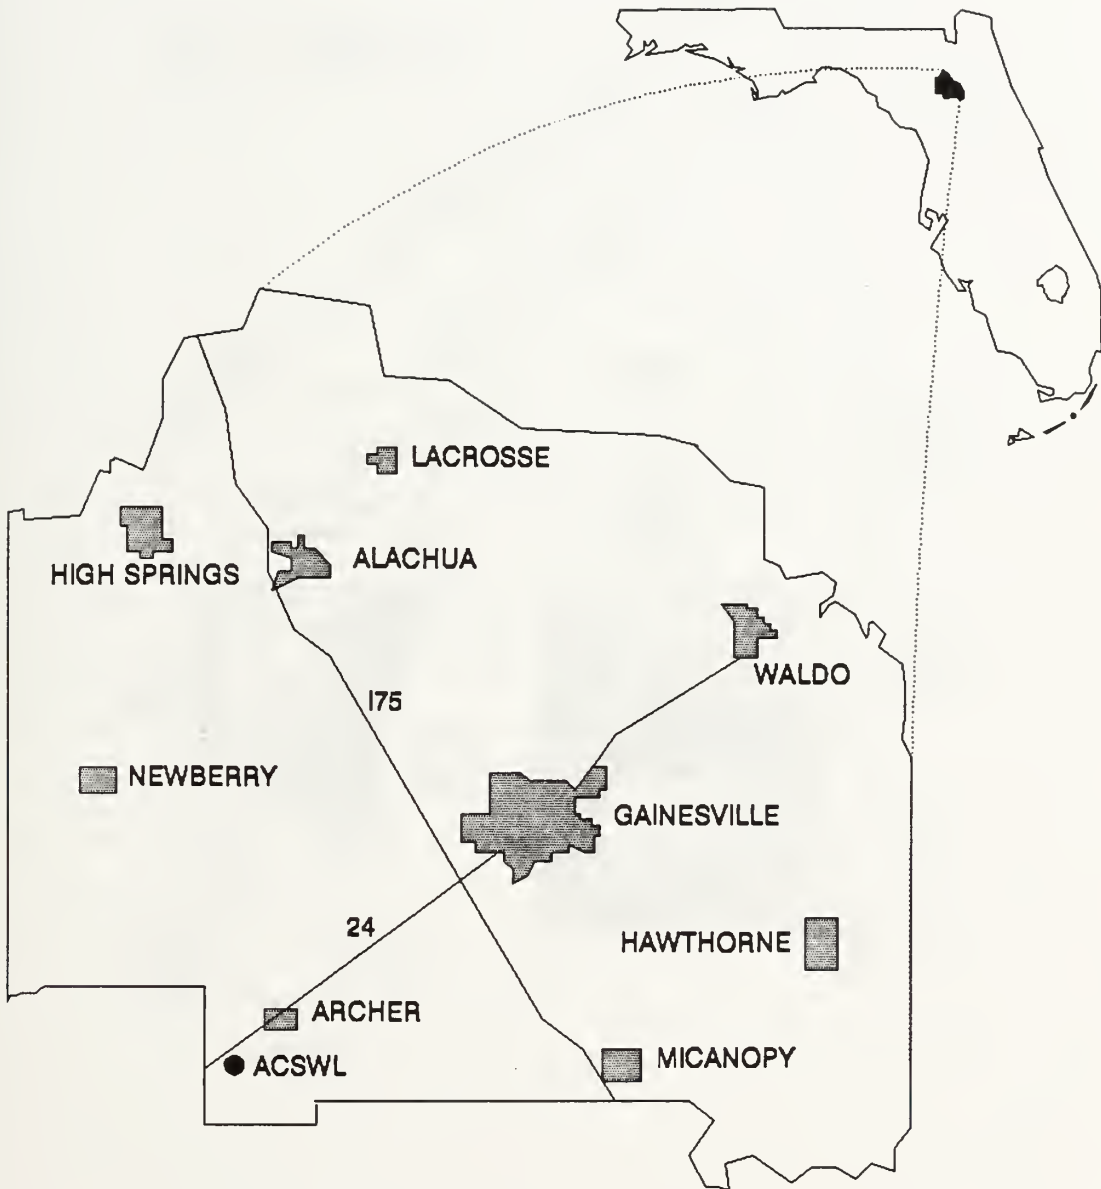 LACROSSE
HIGH SPRINGS
ALACHUA
WALDO
I75
NEWBERRY
GAINESVILLE
24
HAWTHORNE
ARCHER
MICANOPY
ACSWL